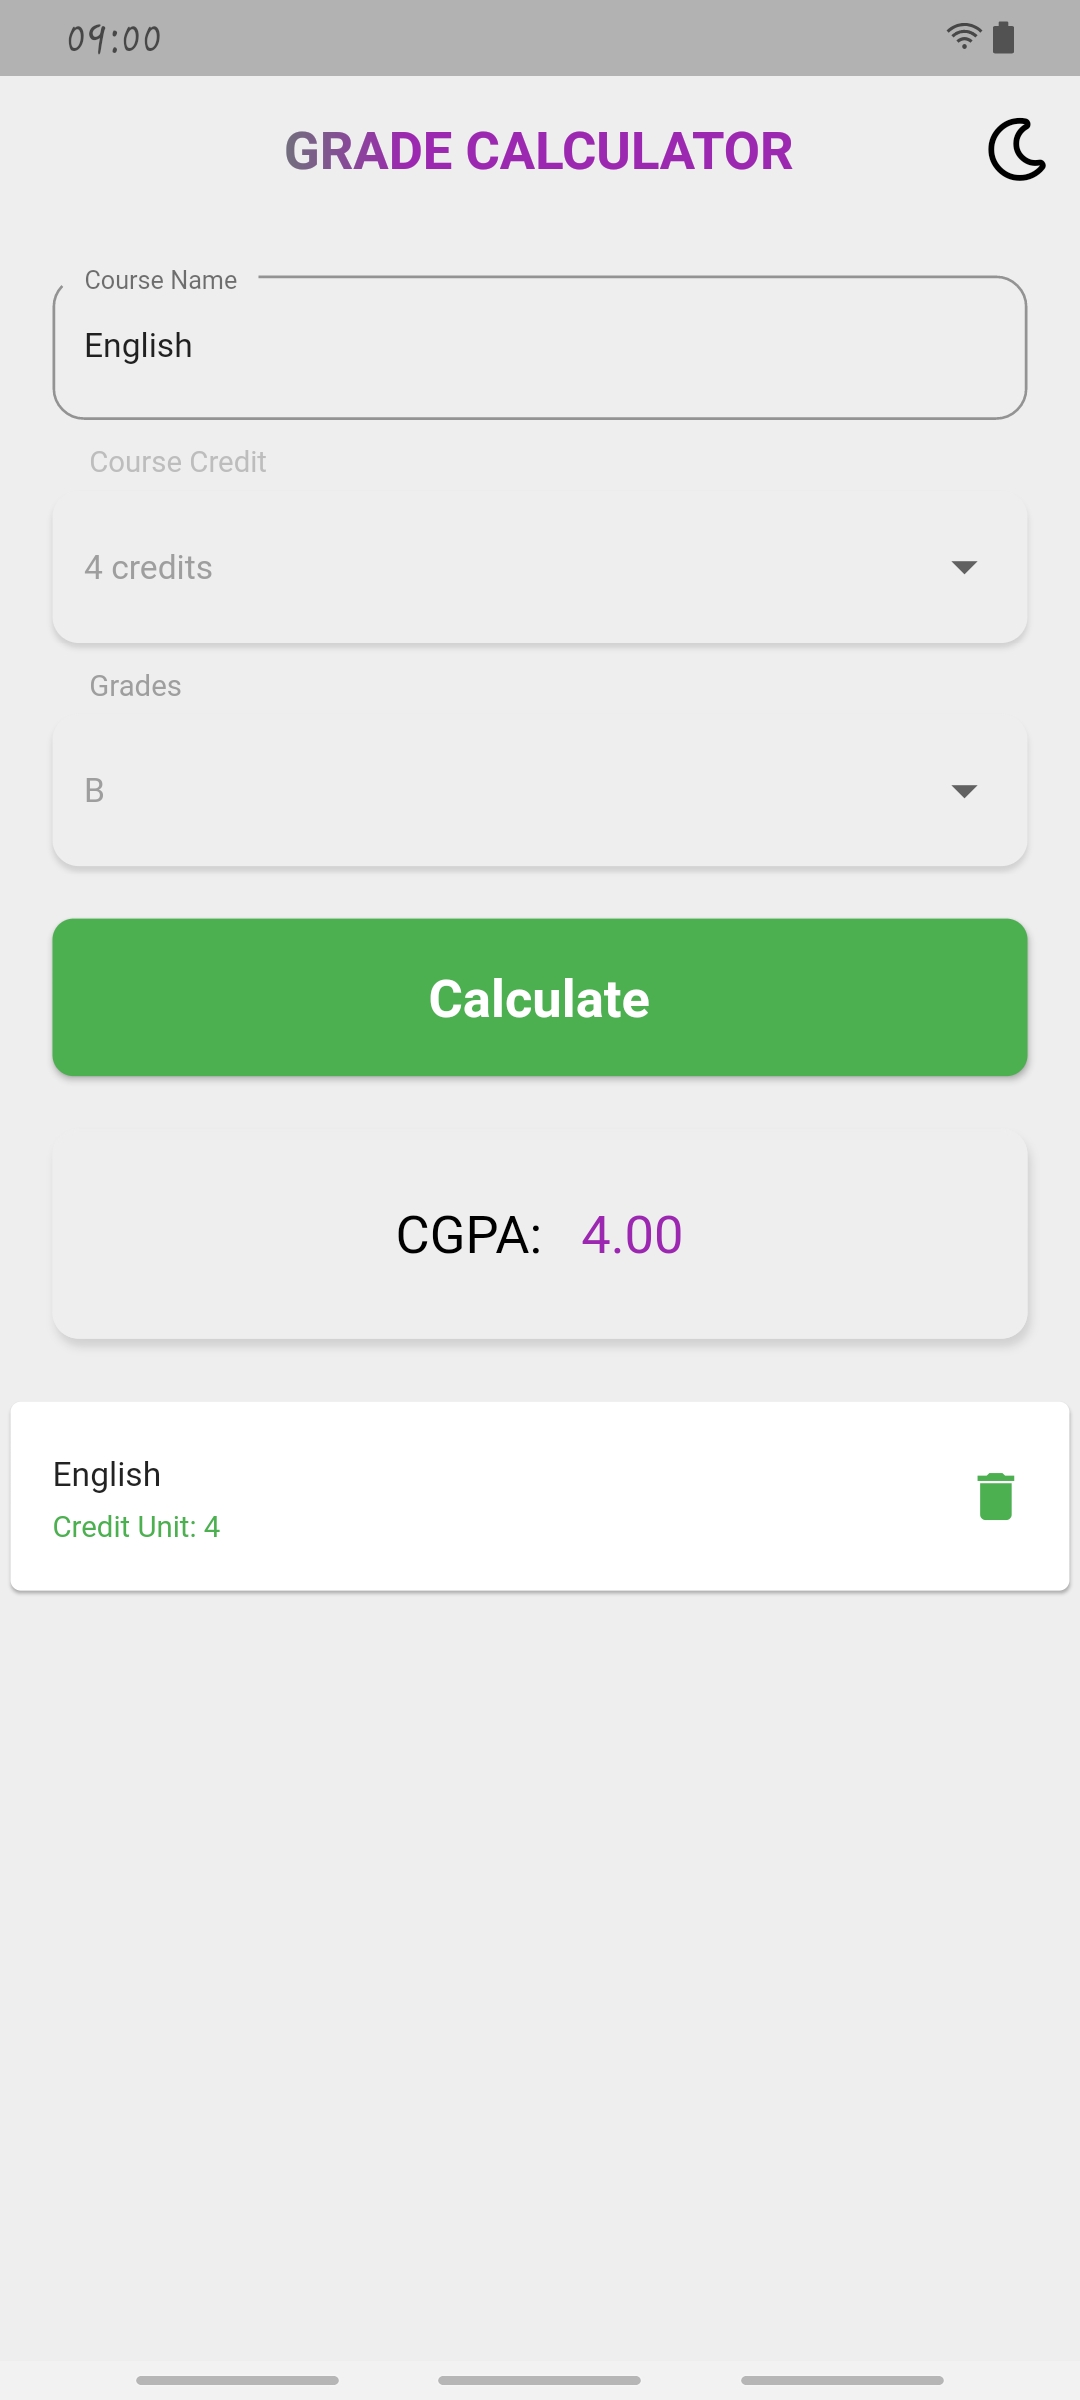 09:00
GRADE CALCULATOR
Course Name
English
Course Credit
4 credits
Grades
B
Calculate
CGPA: 4.00
English
Credit Unit: 4